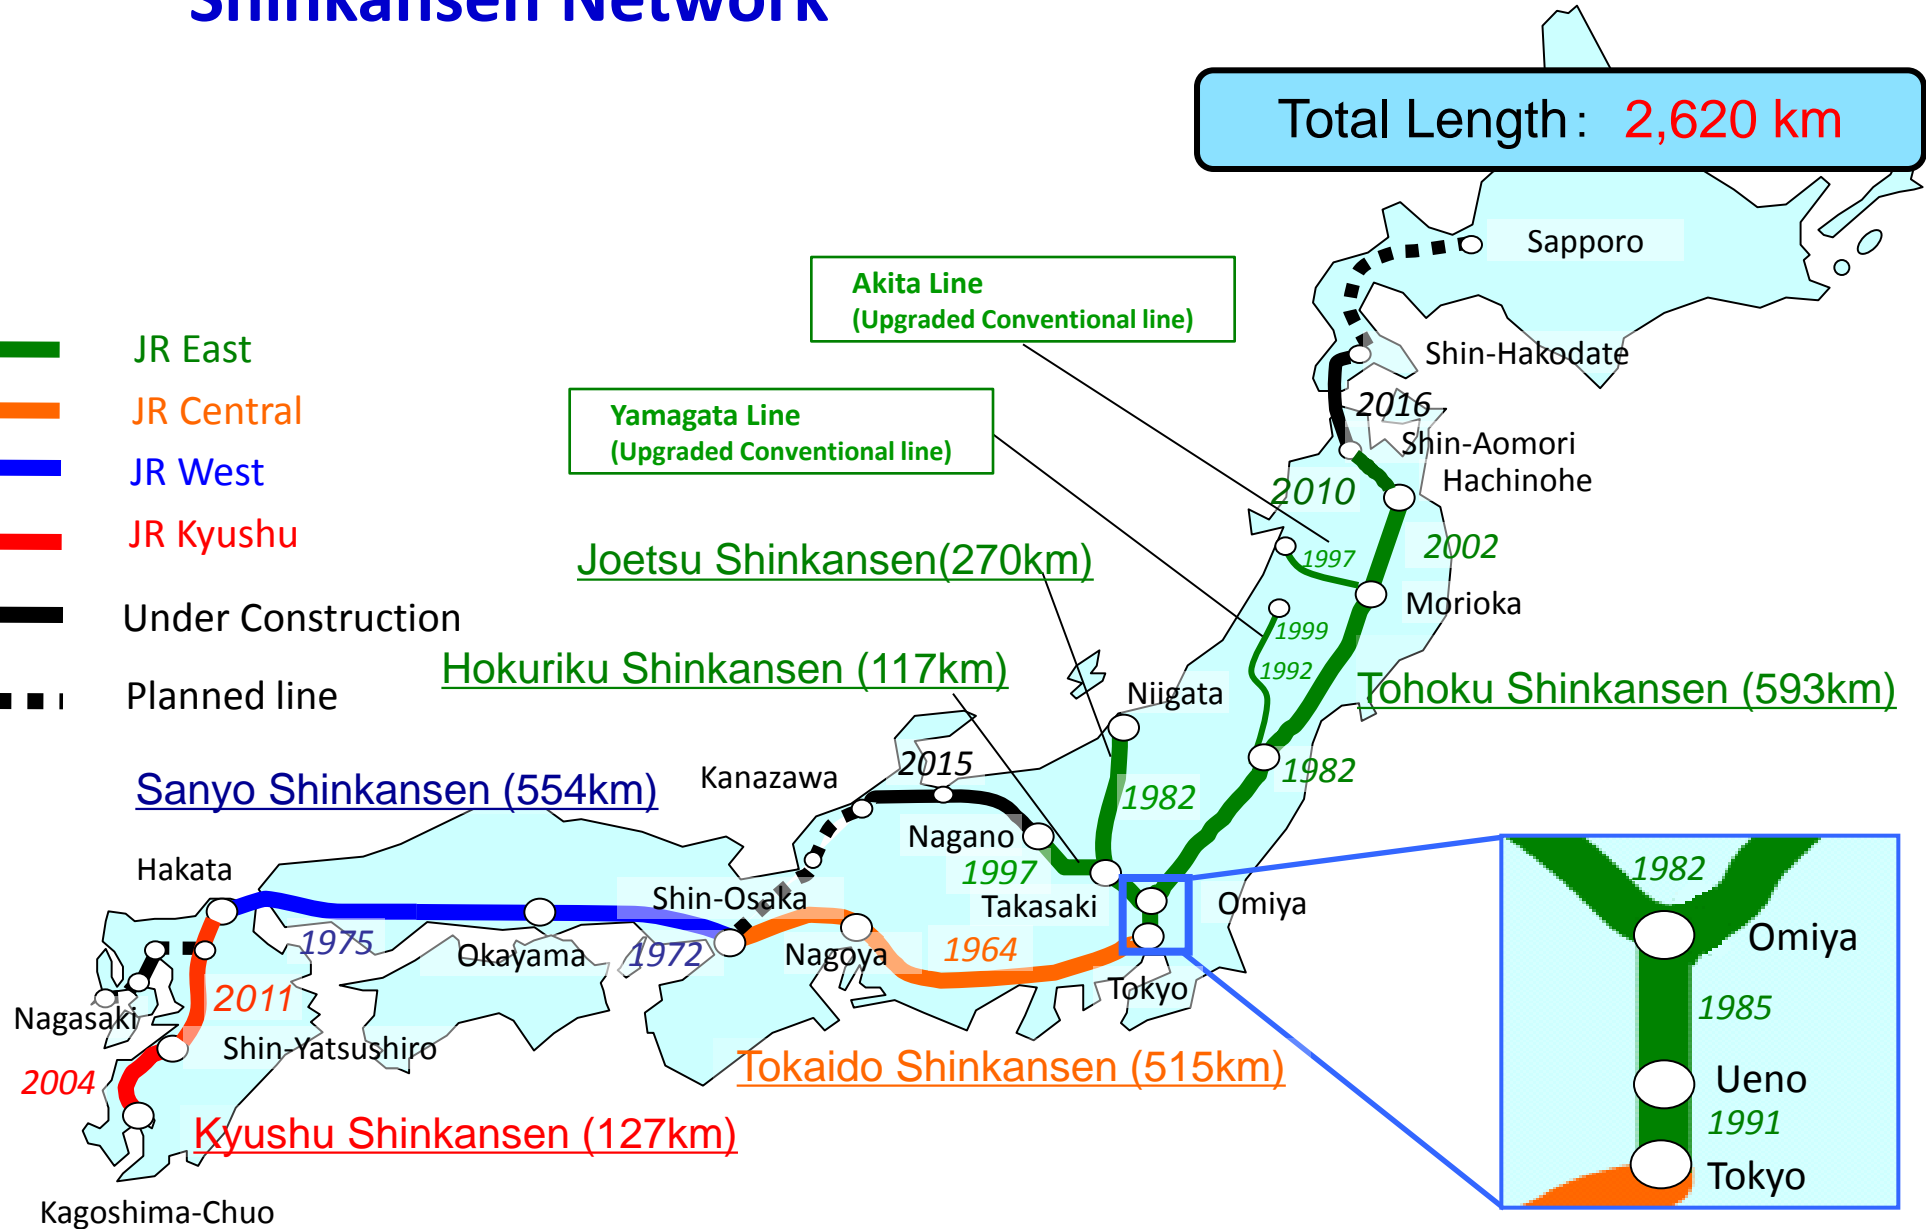 Shinkansen Network
Total Length: 2,620 km
Sapporo
Akita Line
(Upgraded Conventional line)
JR East
Shin-Hakodate
JR Central
2016
Yamagata Line
(Upgraded Conventional line)
Shin-Aomori
JR West
Hachinohe
2010
JR Kyushu
2002
Joetsu Shinkansen(270km)
1997
Morioka
Under Construction
1999
Hokuriku Shinkansen (117km)
1992
Planned line
Niigata
Tohoku Shinkansen (593km)
2015
Kanazawa
1982
Sanyo Shinkansen (554km)
1982
Nagano
Hakata
1997
Shin-Osaka
Takasaki
Omiya
1975
Okayama
1972
Nagoya
1964
Tokyo
2011
Nagasaki
Shin-Yatsushiro
Tokaido Shinkansen (515km)
2004
Kyushu Shinkansen (127km)
Kagoshima-Chuo
1982
Omiya
1985
Ueno
1991
Tokyo